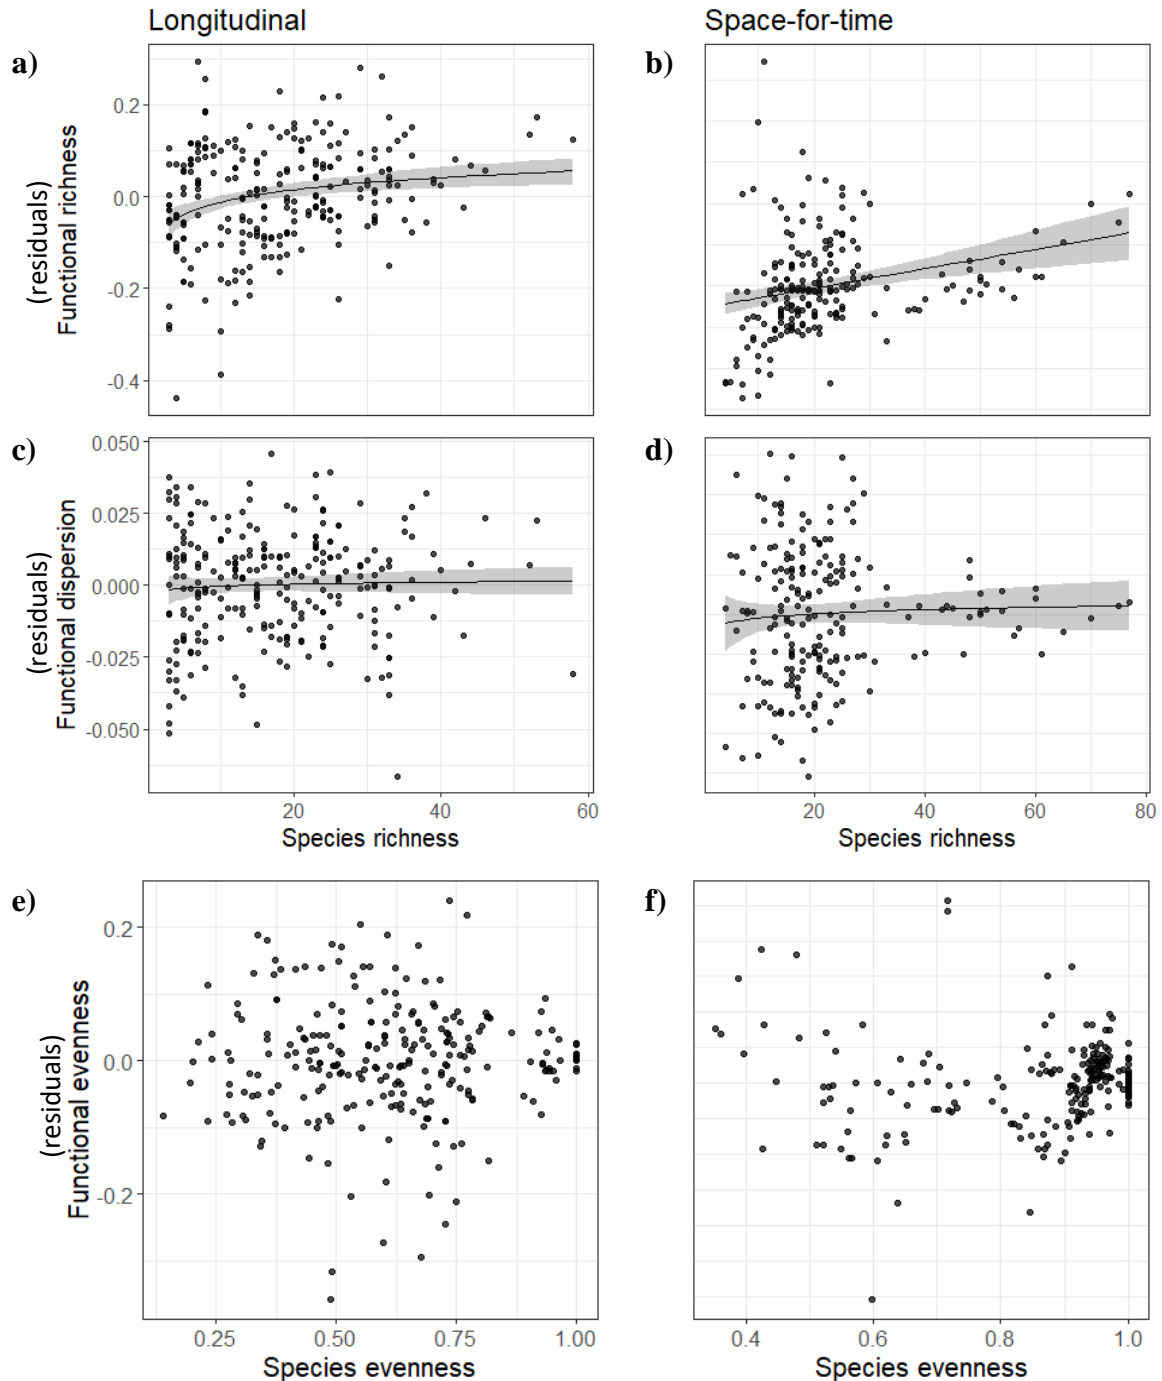 Longitudinal
Space-for-time
a)
b)
(residuals)
Functional richness
0.2
0.0
-0.2
-0.4
c)
d)
(residuals)
Functional dispersion
0.050
0.025
0.000
-0.025
-0.050
20
40
60
Species richness
0
20
40
60
80
Species richness
e)
f)
(residuals)
Functional evenness
0.2
0.0
-0.2
0.25
0.50
0.75
1.00
Species evenness
0.4
0.6
0.8
1.0
Species evenness